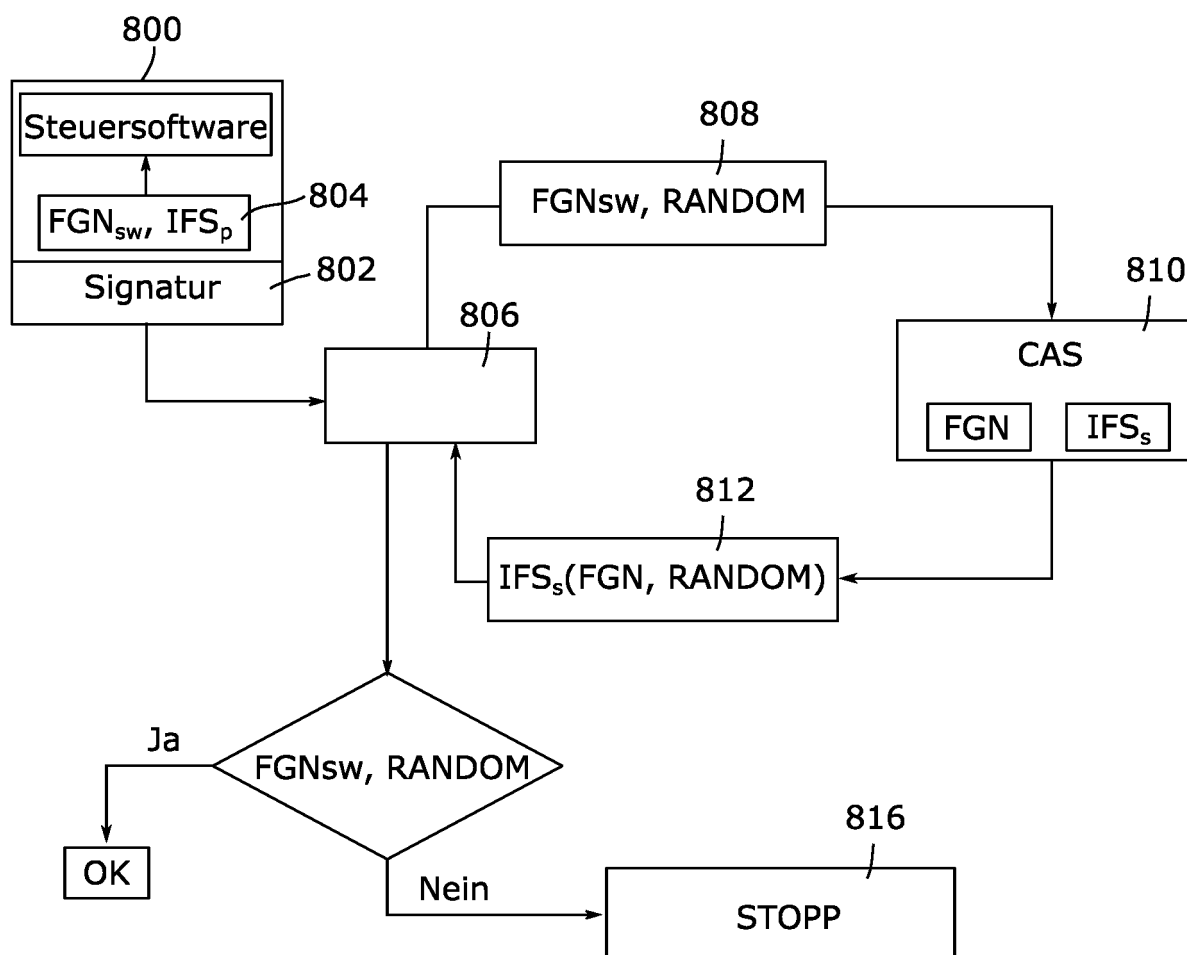 800
Steuersoftware
FGNsw, IFSp
804
Signatur
802
808
FGNsw, RANDOM
806
810
CAS
FGN
IFSs
812
IFSs(FGN, RANDOM)
Ja
FGNsw, RANDOM
OK
Nein
816
STOPP